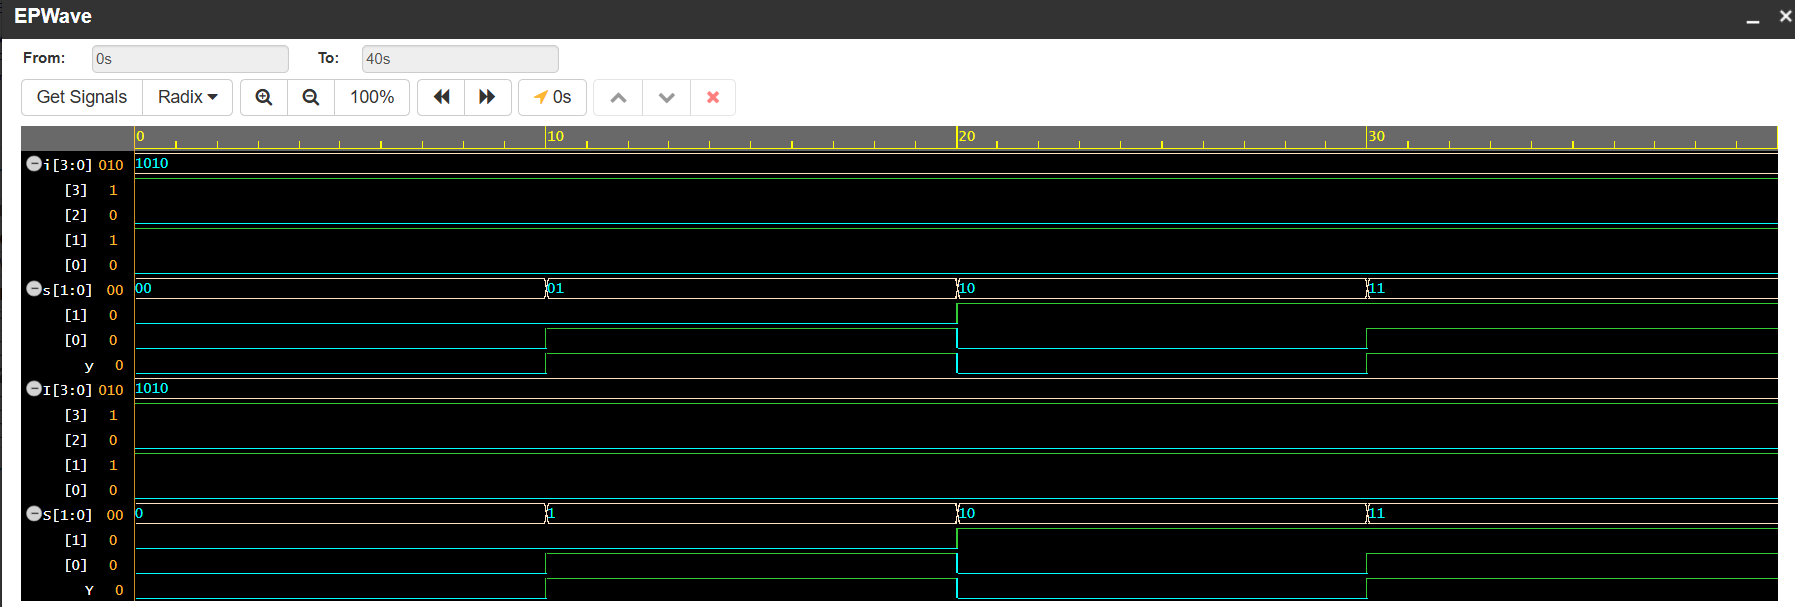 EPWave
From: 0s To: 40s
Get Signals Radix 100% 0s
0 10 20 30
i[3:0] 010 1010
[3] 1
[2] 0
[1] 1
[0] 0
s[1:0] 00 00 01 10 11
[1] 0
[0] 0
y 0
I[3:0] 010 1010
[3] 1
[2] 0
[1] 1
[0] 0
S[1:0] 00 0 1 10 11
[1] 0
[0] 0
Y 0